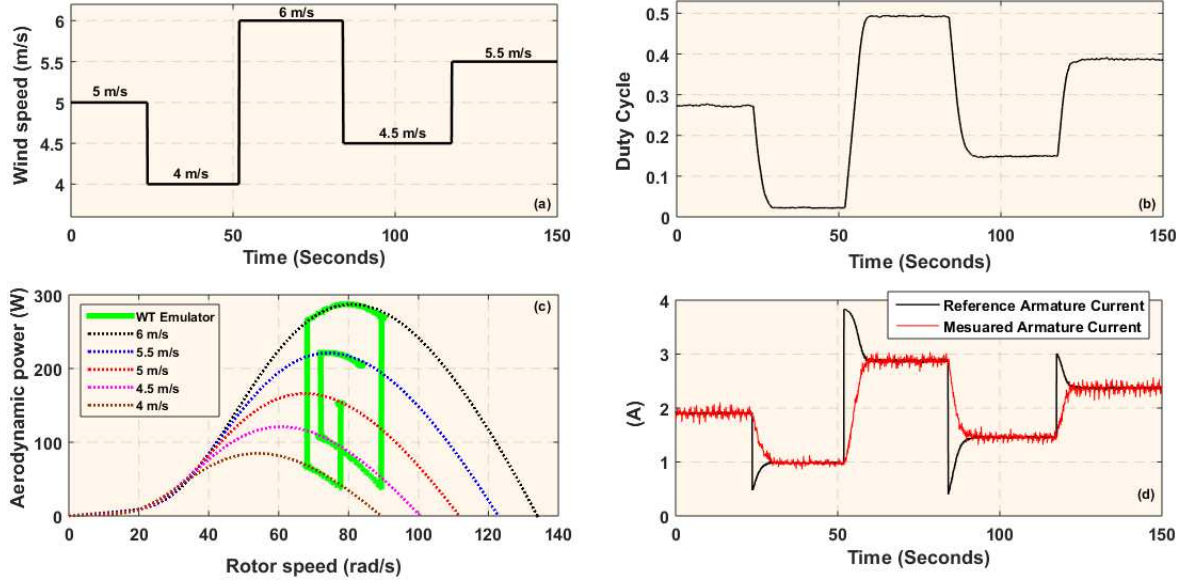 6 m/s
5.5 m/s
5 m/s
4.5 m/s
4 m/s
6
5
4.5
4
0
50
100
150
Wind speed (m/s)
Time (Seconds)
(a)
0.5
0.3
0.2
0.1
0
0
50
100
150
Duty Cycle
Time (Seconds)
(b)
300
200
100
0
0
20
40
60
80
100
120
140
Aerodynamic power (W)
Rotor speed (rad/s)
WT Emulator
6 m/s
5.5 m/s
5 m/s
4.5 m/s
4 m/s
(c)
4
3
2
1
0
0
50
100
150
(A)
Time (Seconds)
Reference Armature Current
Mesuared Armature Current
(d)